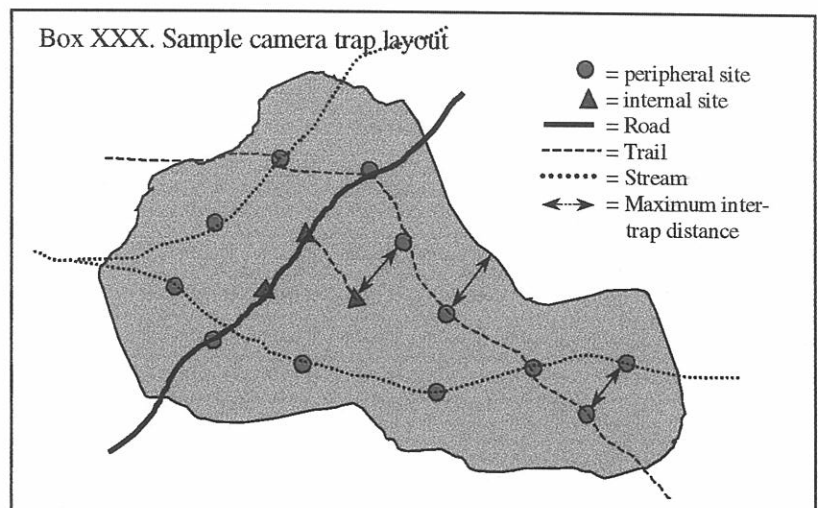 Box XXX. Sample camera trap layout
= peripheral site
= internal site
= Road
= Trail
= Stream
= Maximum inter-
trap distance